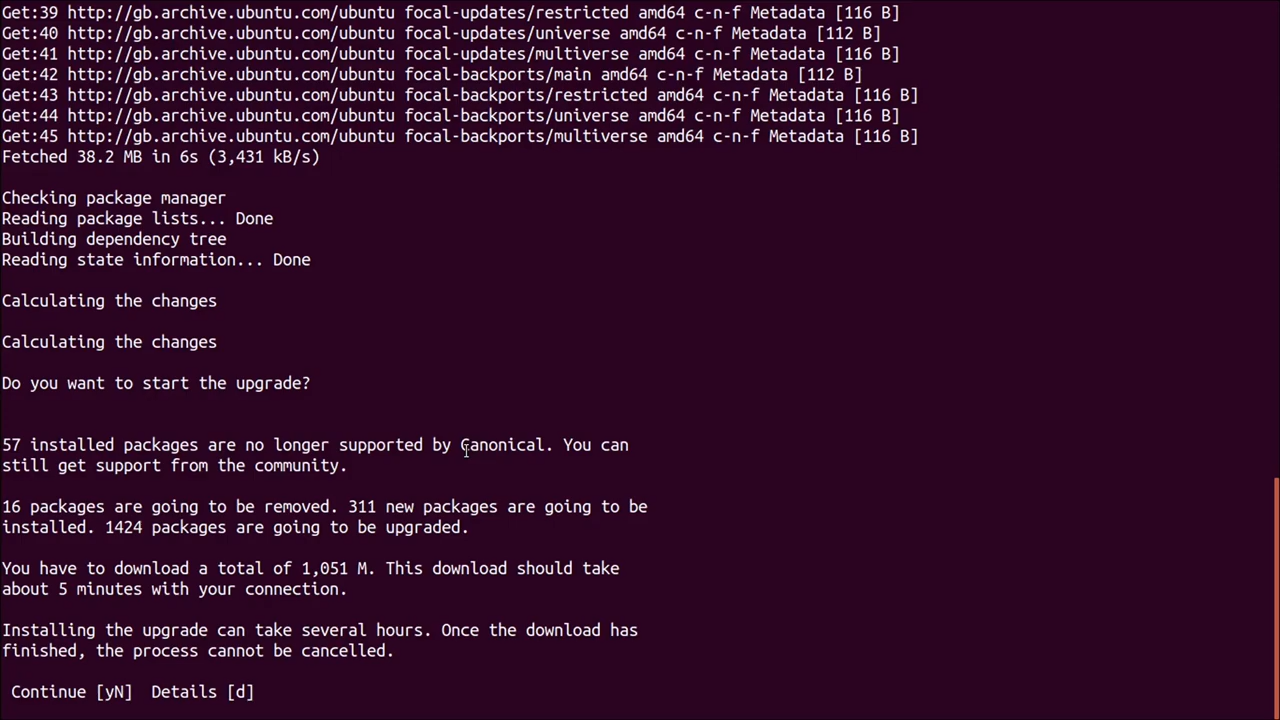 Get:39 http://gb.archive.ubuntu.com/ubuntu focal-updates/restricted amd64 c-n-f Metadata [116 B]
Get:40 http://gb.archive.ubuntu.com/ubuntu focal-updates/universe amd64 c-n-f Metadata [112 B]
Get:41 http://gb.archive.ubuntu.com/ubuntu focal-updates/multiverse amd64 c-n-f Metadata [116 B]
Get:42 http://gb.archive.ubuntu.com/ubuntu focal-backports/main amd64 c-n-f Metadata [112 B]
Get:43 http://gb.archive.ubuntu.com/ubuntu focal-backports/restricted amd64 c-n-f Metadata [116 B]
Get:44 http://gb.archive.ubuntu.com/ubuntu focal-backports/universe amd64 c-n-f Metadata [116 B]
Get:45 http://gb.archive.ubuntu.com/ubuntu focal-backports/multiverse amd64 c-n-f Metadata [116 B]
Fetched 38.2 MB in 6s (3,431 kB/s)
Checking package manager
Reading package lists... Done
Building dependency tree
Reading state information... Done
Calculating the changes
Calculating the changes
Do you want to start the upgrade?
57 installed packages are no longer supported by Canonical. You can
still get support from the community.
16 packages are going to be removed. 311 new packages are going to be
installed. 1424 packages are going to be upgraded.
You have to download a total of 1,051 M. This download should take
about 5 minutes with your connection.
Installing the upgrade can take several hours. Once the download has
finished, the process cannot be cancelled.
Continue [yN]  Details [d]